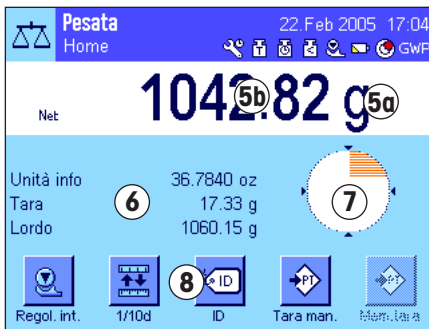 Pesata 22.Feb 2005 17:04
Home GWP
Net 1042.82 g
5b 5a
Unità info 36.7840 oz
Tara 6 17.33 g 7
Lordo 1060.15 g
8 ID PT PT
Regol. int. 1/10d ID Tara man. Mem.tara